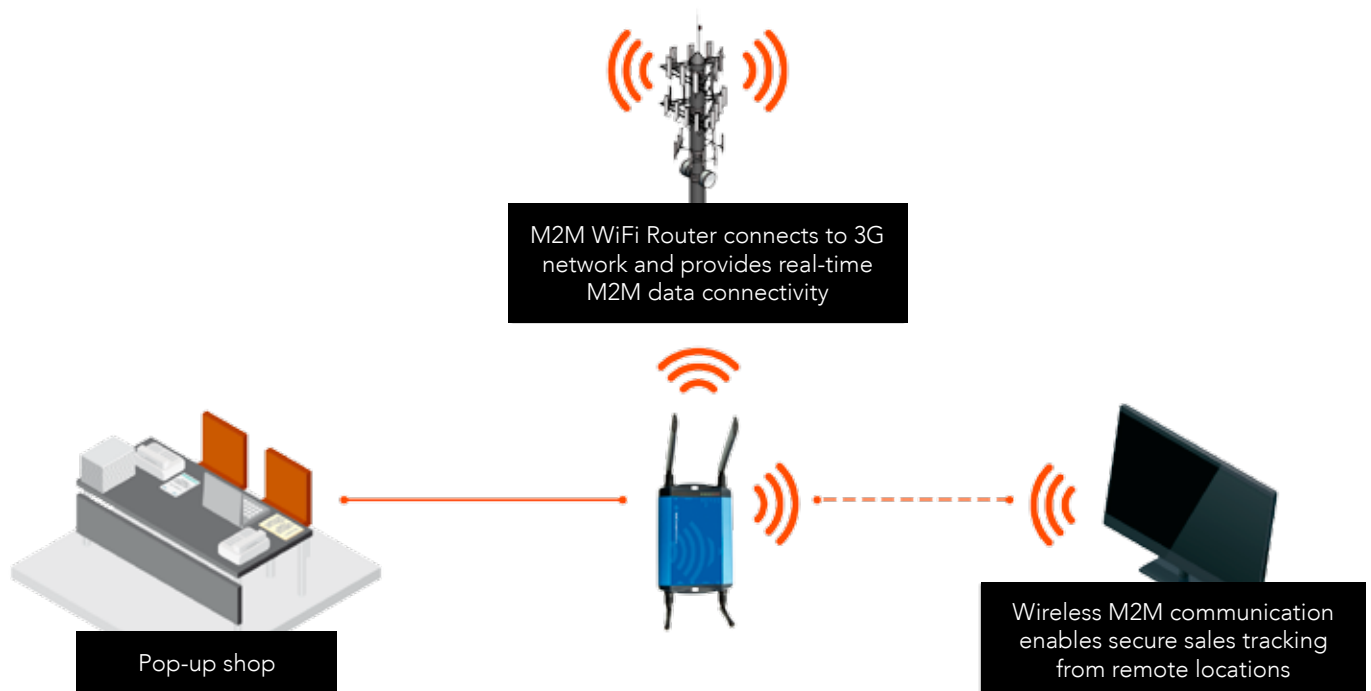 M2M WiFi Router connects to 3G
network and provides real-time
M2M data connectivity
Pop-up shop
Wireless M2M communication
enables secure sales tracking
from remote locations